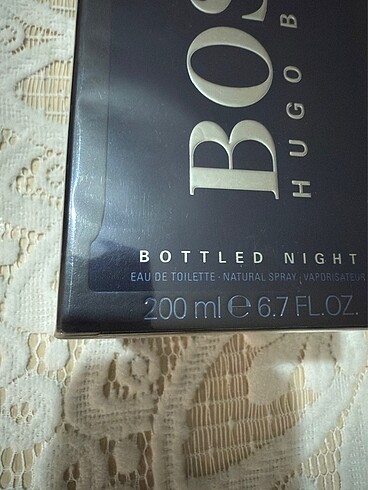 BOS
HUGO B
BOTTLED NIGHT
EAU DE TOILETTE · NATURAL SPRAY · VAPORISATEUR
200 ml ℮ 6.7 FL.OZ.